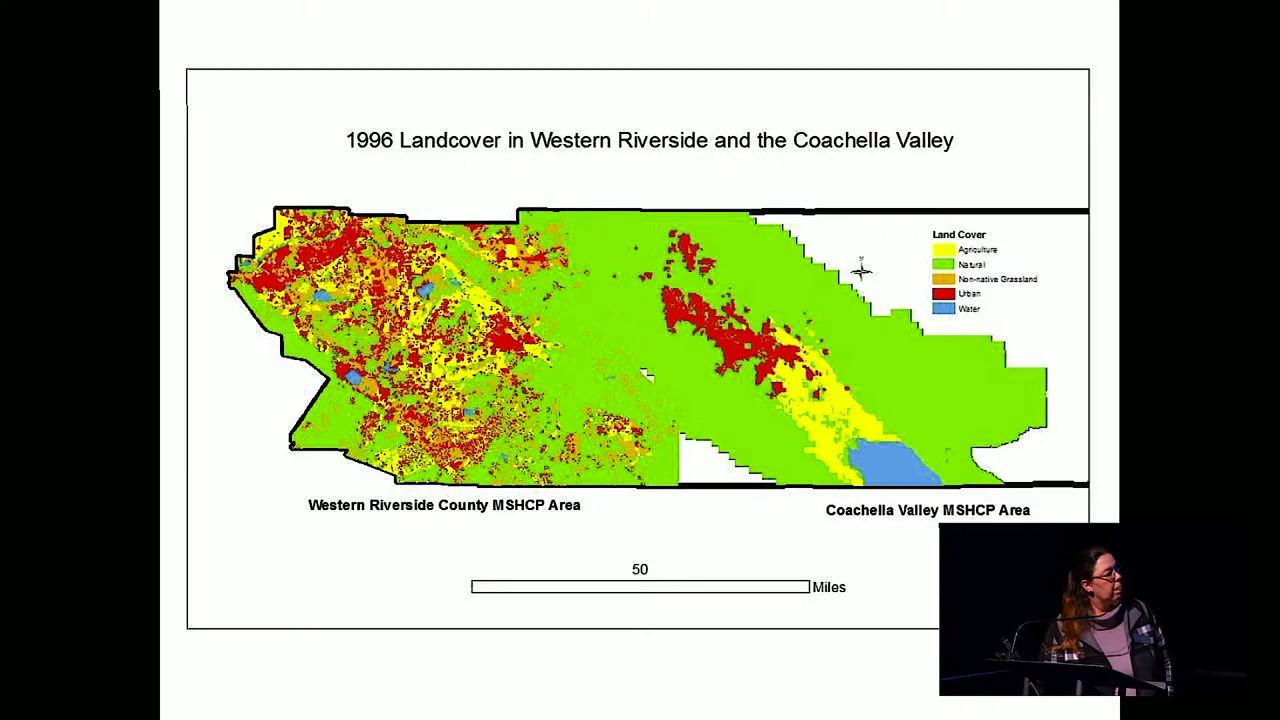 1996 Landcover in Western Riverside and the Coachella Valley
Land Cover
Agriculture
Natural
Non-native Grassland
Urban
Water
Western Riverside County MSHCP Area
Coachella Valley MSHCP Area
50
Miles